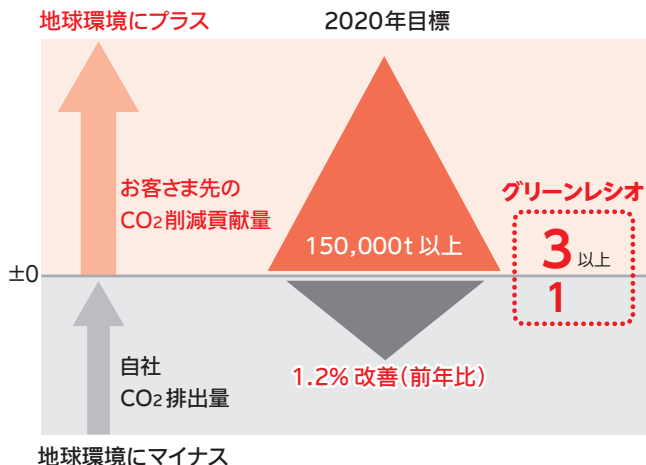 地球環境にプラス
2020年目標
お客さま先の
CO2削減貢献量
グリーンレシオ
150,000t 以上
3 以上
±0
1
自社
CO2排出量
1.2% 改善(前年比)
地球環境にマイナス